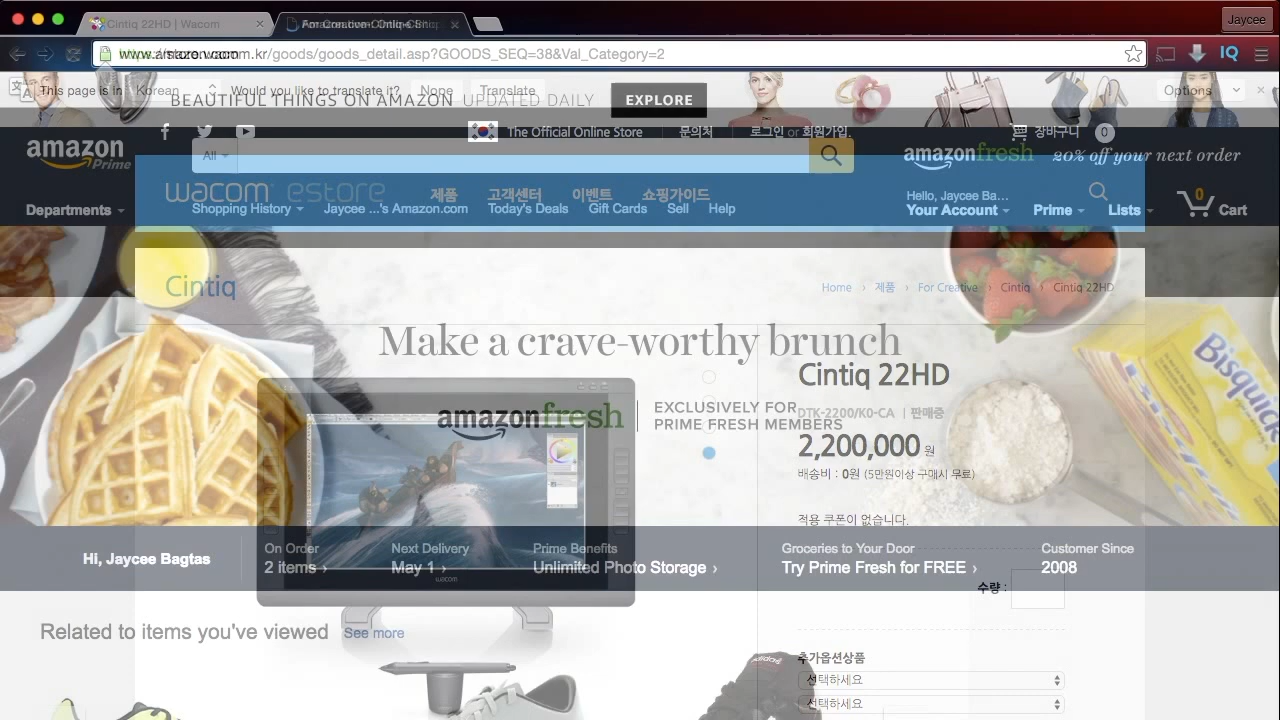 Cintiq 22HD | Wacom
Jaycee
/goods/goods_detail.asp?GOODS_SEQ=38&Val_Category=2
IQ
This page is in Korean Would you like to translate it? None Translate Options
BEAUTIFUL THINGS ON AMAZON UPDATED DAILY EXPLORE
The Official Online Store 문의처 로그인 or 회원가입. 장바구니 0
amazon Prime
All
amazonfresh 20% off your next order
wacom estore 제품 고객센터 이벤트 쇼핑가이드
Hello, Jaycee Ba...
Departments Shopping History Jaycee ...'s Amazon.com Today's Deals Gift Cards Sell Help Your Account Prime Lists 0 Cart
Cintiq
Home › 제품 › For Creative › Cintiq › Cintiq 22HD
Make a crave-worthy brunch
Cintiq 22HD
amazonfresh EXCLUSIVELY FOR
PRIME FRESH MEMBERS
DTK-2200/K0-CA | 판매중
Bisquick
2,200,000 원
배송비 : 0원 (5만원이상 구매시 무료)
적용 쿠폰이 없습니다.
Hi, Jaycee Bagtas
On Order
2 items ›
Next Delivery
May 1 ›
Prime Benefits
Unlimited Photo Storage ›
Groceries to Your Door
Try Prime Fresh for FREE ›
Customer Since
2008
wacom
수량 :
Related to items you've viewed See more
추가옵션상품
adidas
선택하세요
선택하세요